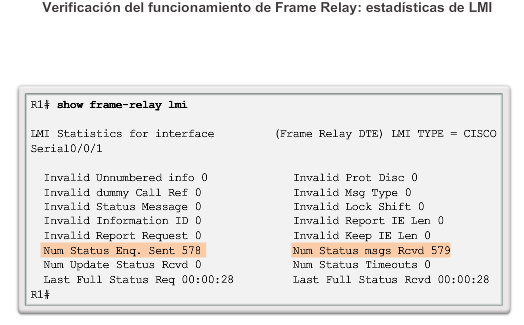 Verificación del funcionamiento de Frame Relay: estadísticas de LMI
R1# show frame-relay lmi
LMI Statistics for interface (Frame Relay DTE) LMI TYPE = CISCO
Serial0/0/1
Invalid Unnumbered info 0 Invalid Prot Disc 0
Invalid dummy Call Ref 0 Invalid Msg Type 0
Invalid Status Message 0 Invalid Lock Shift 0
Invalid Information ID 0 Invalid Report IE Len 0
Invalid Report Request 0 Invalid Keep IE Len 0
Num Status Enq. Sent 578 Num Status msgs Rcvd 579
Num Update Status Rcvd 0 Num Status Timeouts 0
Last Full Status Req 00:00:28 Last Full Status Rcvd 00:00:28
R1#